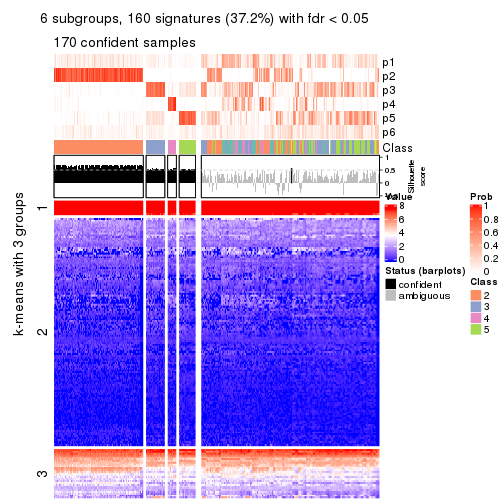 6 subgroups, 160 signatures (37.2%) with fdr < 0.05
170 confident samples
p1
p2
p3
p4
p5
p6
Class
1
0.5
0
Silhouette
score
k-means with 3 groups
1
2
3
Value
8
6
4
2
0
Status (barplots)
confident
ambiguous
Prob
1
0.8
0.6
0.4
0.2
0
Class
2
3
4
5